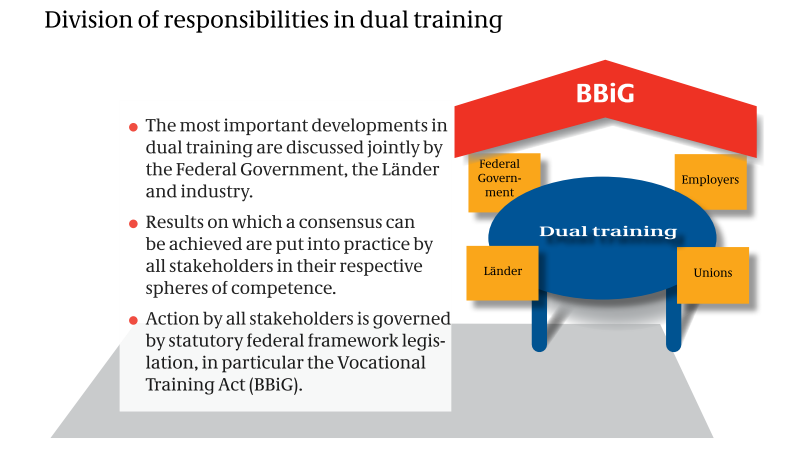 Division of responsibilities in dual training
The most important developments in
dual training are discussed jointly by
the Federal Government, the Länder
and industry.
Results on which a consensus can
be achieved are put into practice by
all stakeholders in their respective
spheres of competence.
Action by all stakeholders is governed
by statutory federal framework legis-
lation, in particular the Vocational
Training Act (BBiG).
BBiG
Federal
Govern-
ment
Employers
Dual training
Länder
Unions